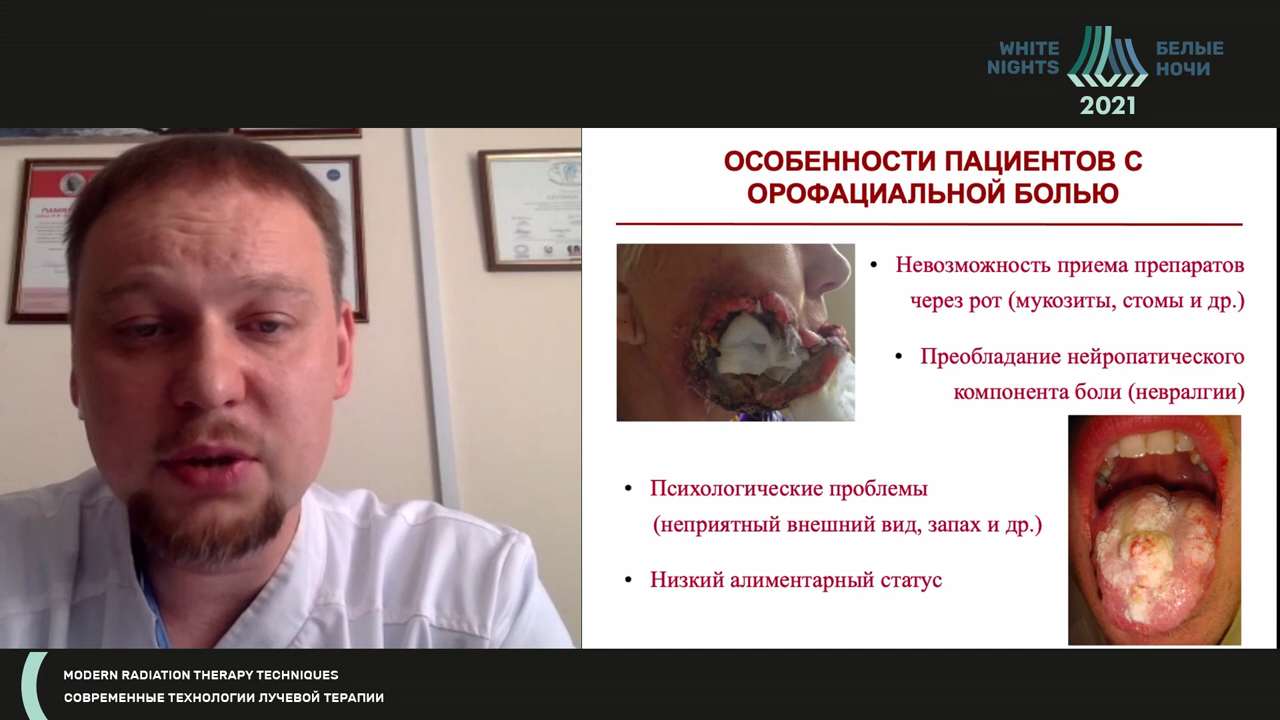 WHITE
NIGHTS
БЕЛЫЕ
НОЧИ
2021
ОСОБЕННОСТИ ПАЦИЕНТОВ С
ОРОФАЦИАЛЬНОЙ БОЛЬЮ
• Невозможность приема препаратов
через рот (мукозиты, стомы и др.)
• Преобладание нейропатического
компонента боли (невралгии)
• Психологические проблемы
(неприятный внешний вид, запах и др.)
• Низкий алиментарный статус
MODERN RADIATION THERAPY TECHNIQUES
СОВРЕМЕННЫЕ ТЕХНОЛОГИИ ЛУЧЕВОЙ ТЕРАПИИ